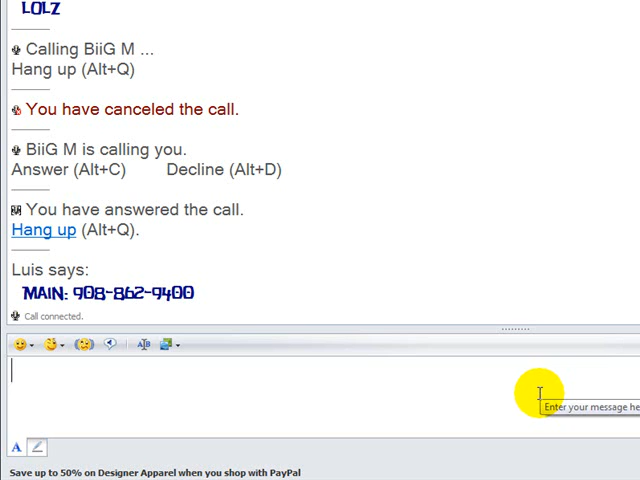 LOLZ
Calling BiiG M ...
Hang up (Alt+Q)
You have canceled the call.
BiiG M is calling you.
Answer (Alt+C) Decline (Alt+D)
You have answered the call.
Hang up (Alt+Q).
Luis says:
MAIN: 908-862-9400
Call connected.
Enter your message he
A
Save up to 50% on Designer Apparel when you shop with PayPal